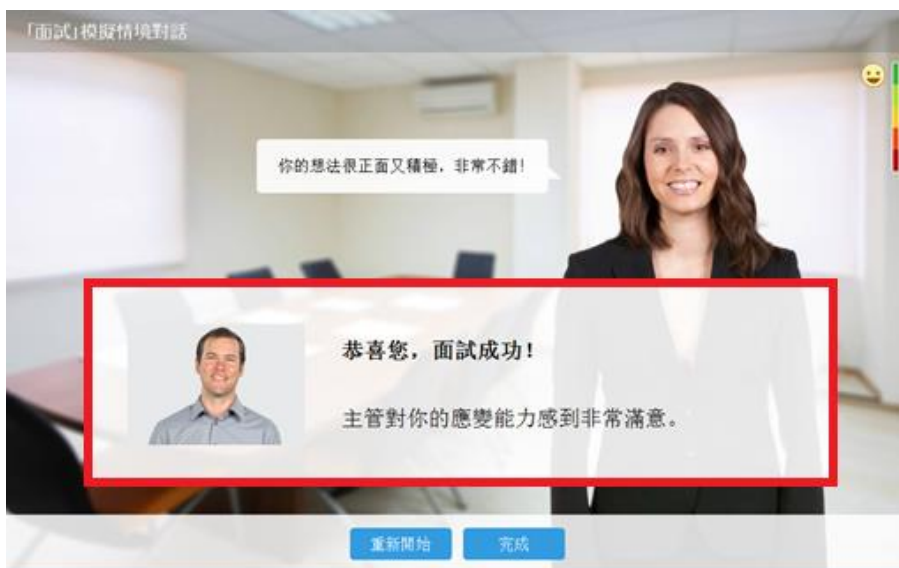 「面試」模擬情境對話
你的想法很正面又積極，非常不錯！
恭喜您，面試成功！
主管對你的應變能力感到非常滿意。
重新開始
完成